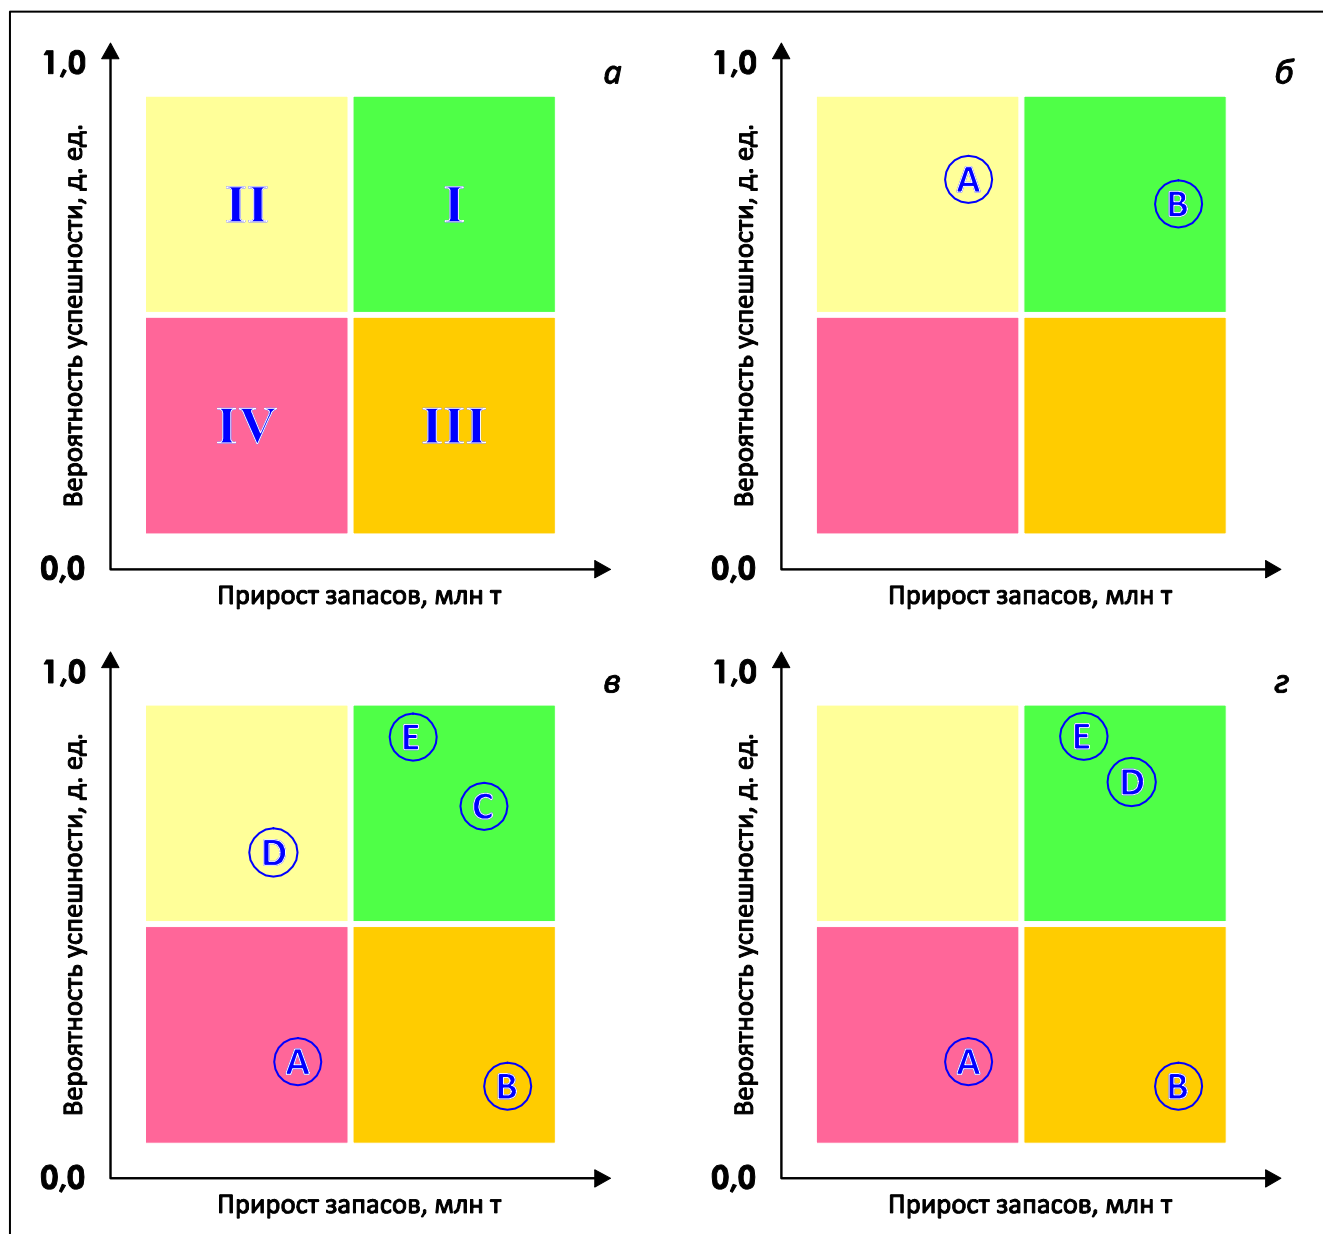 1,0
а
Вероятность успешности, д. ед.
II
I
IV
III
0,0
Прирост запасов, млн т
1,0
б
Вероятность успешности, д. ед.
A
B
0,0
Прирост запасов, млн т
1,0
в
Вероятность успешности, д. ед.
E
C
D
A
B
0,0
Прирост запасов, млн т
1,0
г
Вероятность успешности, д. ед.
E
D
A
B
0,0
Прирост запасов, млн т